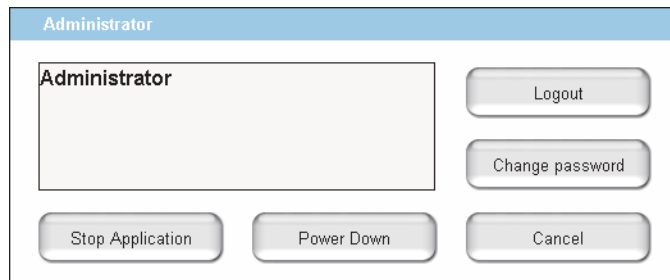 Administrator
Administrator
Logout
Change password
Stop Application
Power Down
Cancel